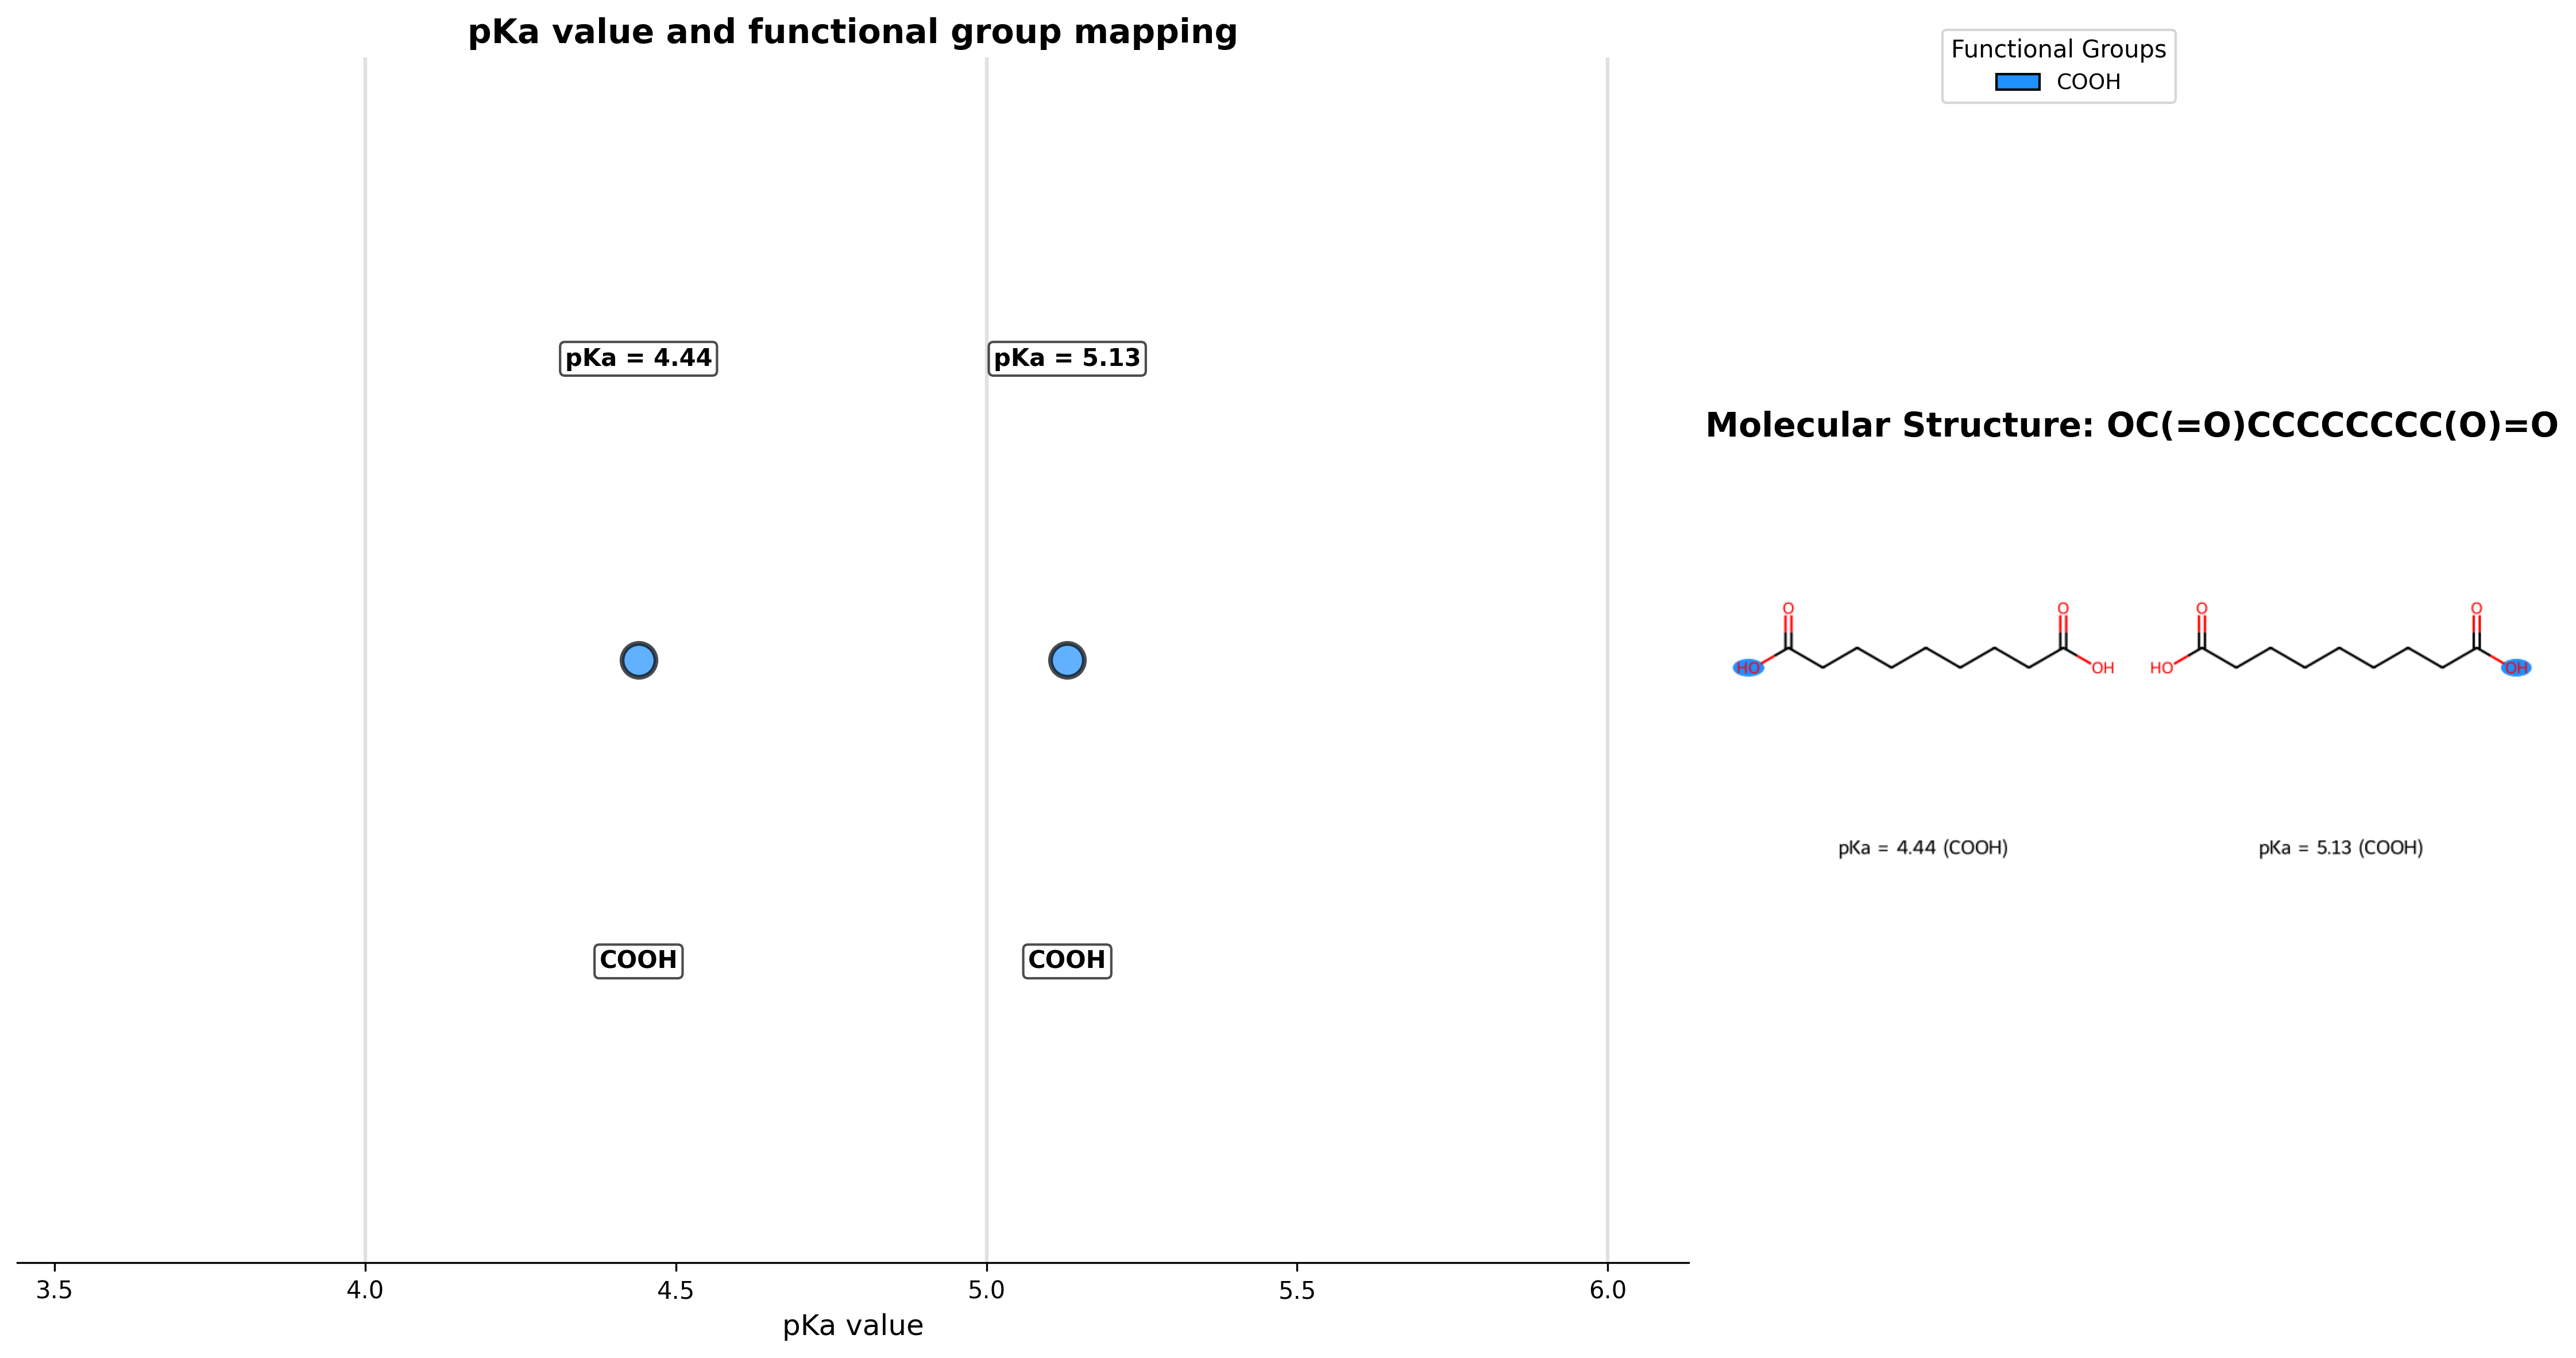 pKa value and functional group mapping
Functional Groups
COOH
pKa = 4.44
pKa = 5.13
COOH
COOH
3.5
4.0
4.5
5.0
5.5
6.0
pKa value
Molecular Structure: OC(=O)CCCCCCCC(O)=O
O
O
HO
OH
O
O
HO
OH
pKa = 4.44 (COOH)
pKa = 5.13 (COOH)